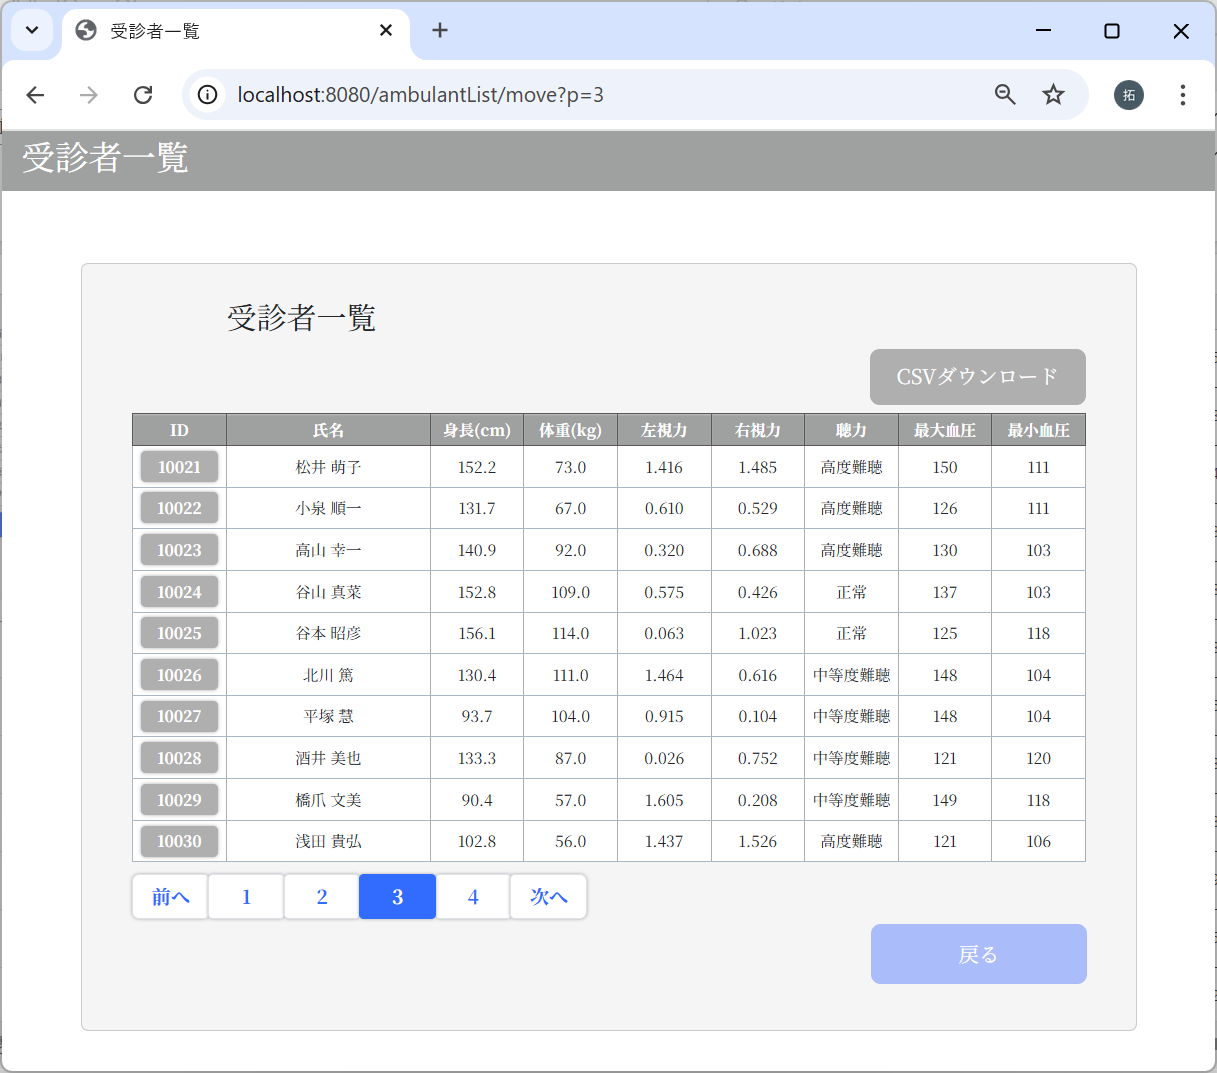 受診者一覧
localhost:8080/ambulantList/move?p=3
拓
受診者一覧
受診者一覧
CSVダウンロード
ID 氏名 身長(cm) 体重(kg) 左視力 右視力 聴力 最大血圧 最小血圧
10021 松井 萌子 152.2 73.0 1.416 1.485 高度難聴 150 111
10022 小泉 順一 131.7 67.0 0.610 0.529 高度難聴 126 111
10023 高山 幸一 140.9 92.0 0.320 0.688 高度難聴 130 103
10024 谷山 真菜 152.8 109.0 0.575 0.426 正常 137 103
10025 谷本 昭彦 156.1 114.0 0.063 1.023 正常 125 118
10026 北川 篤 130.4 111.0 1.464 0.616 中等度難聴 148 104
10027 平塚 慧 93.7 104.0 0.915 0.104 中等度難聴 148 104
10028 酒井 美也 133.3 87.0 0.026 0.752 中等度難聴 121 120
10029 橋爪 文美 90.4 57.0 1.605 0.208 中等度難聴 149 118
10030 浅田 貴弘 102.8 56.0 1.437 1.526 高度難聴 121 106
前へ 1 2 3 4 次へ
戻る